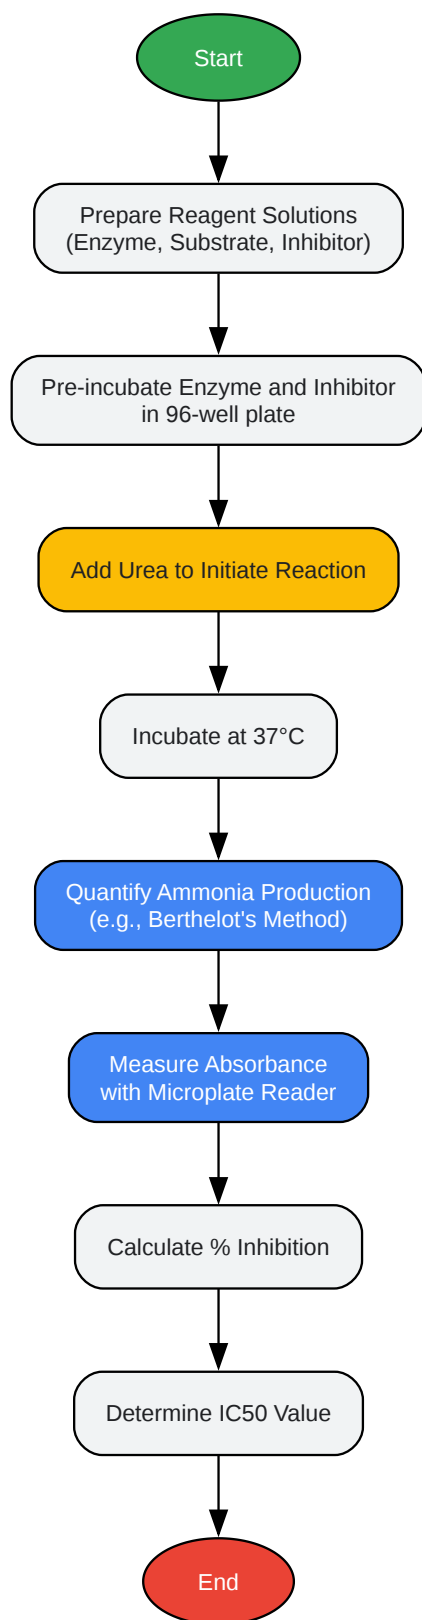 Start
Prepare Reagent Solutions
(Enzyme, Substrate, Inhibitor)
Pre-incubate Enzyme and Inhibitor
in 96-well plate
Add Urea to Initiate Reaction
Incubate at 37°C
Quantify Ammonia Production
(e.g., Berthelot's Method)
Measure Absorbance
with Microplate Reader
Calculate % Inhibition
Determine IC50 Value
End